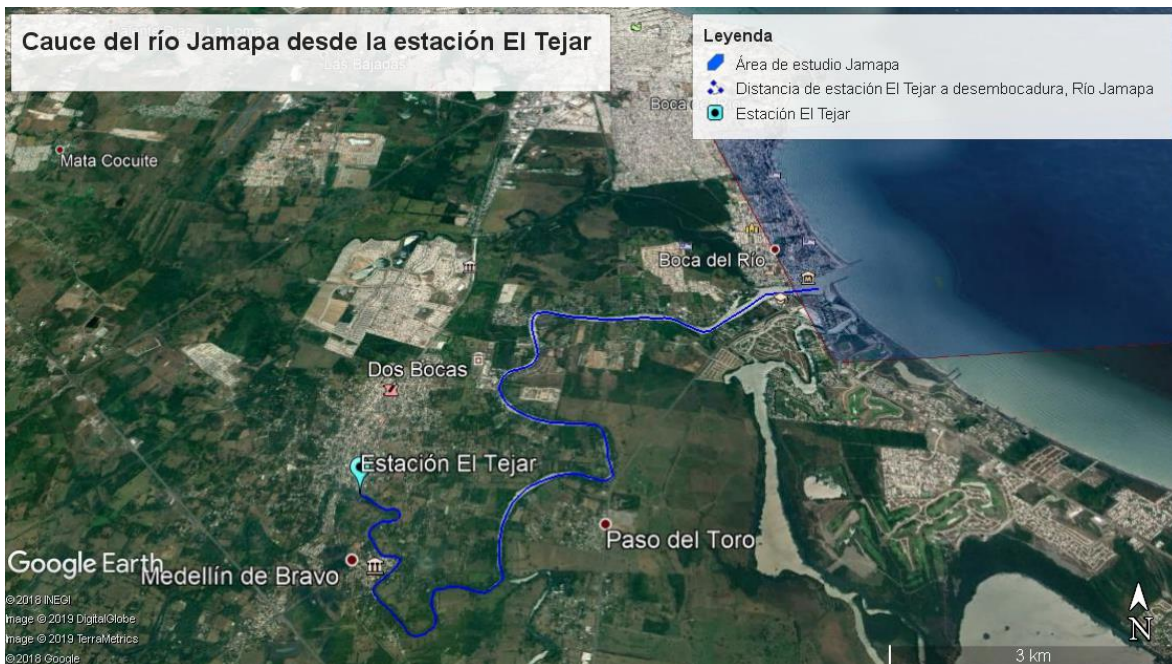 Cauce del río Jamapa desde la estación El Tejar
Leyenda
Área de estudio Jamapa
Distancia de estación El Tejar a desembocadura, Río Jamapa
Estación El Tejar
Mata Cocuite
Boca del Río
Dos Bocas
Estación El Tejar
Paso del Toro
Medellín de Bravo
Google Earth
©2018 INEGI
Image © 2019 DigitalGlobe
Image © 2019 TerraMetrics
©2018 Google
N
3 km